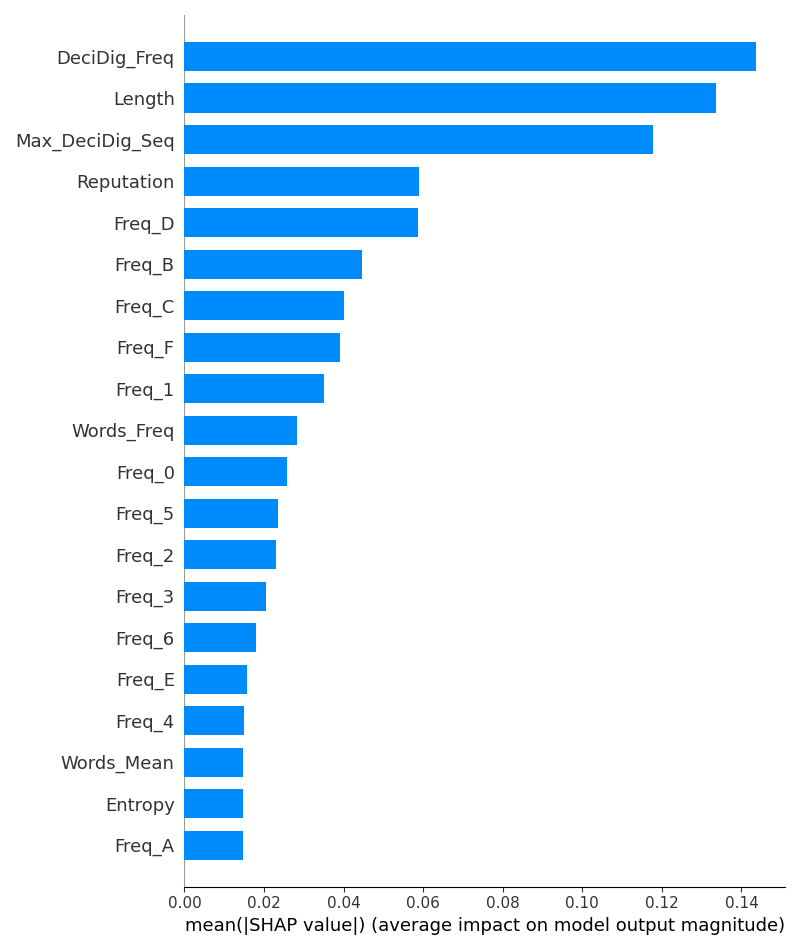 DeciDig_Freq
Length
Max_DeciDig_Seq
Reputation
Freq_D
Freq_B
Freq_C
Freq_F
Freq_1
Words_Freq
Freq_0
Freq_5
Freq_2
Freq_3
Freq_6
Freq_E
Freq_4
Words_Mean
Entropy
Freq_A
0.00 0.02 0.04 0.06 0.08 0.10 0.12 0.14
mean(|SHAP value|) (average impact on model output magnitude)